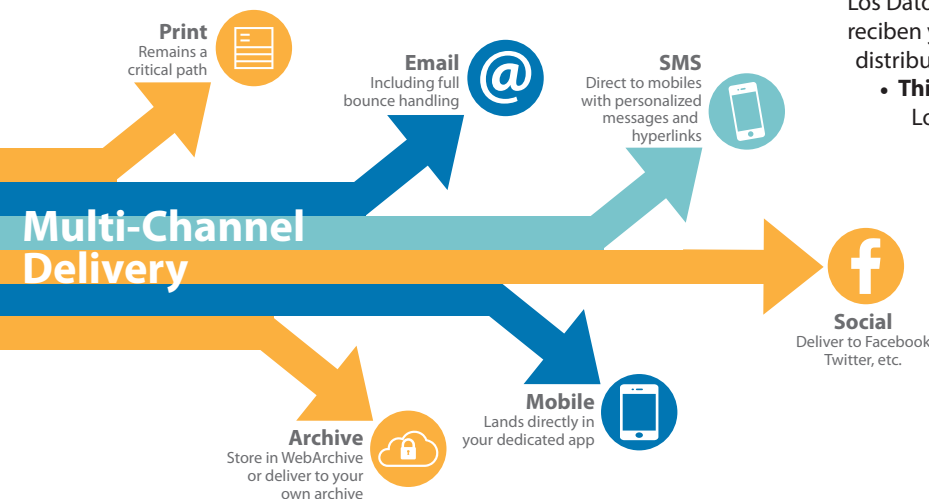 Print
Remains a
critical path
Email
Including full
bounce handling
@
SMS
Direct to mobiles
with personalized
messages and
hyperlinks
Multi-Channel
Delivery
f
Social
Deliver to Facebook
Twitter, etc.
Mobile
Lands directly in
your dedicated app
Archive
Store in WebArchive
or deliver to your
own archive
Los
reciben
distribu
•
Lo